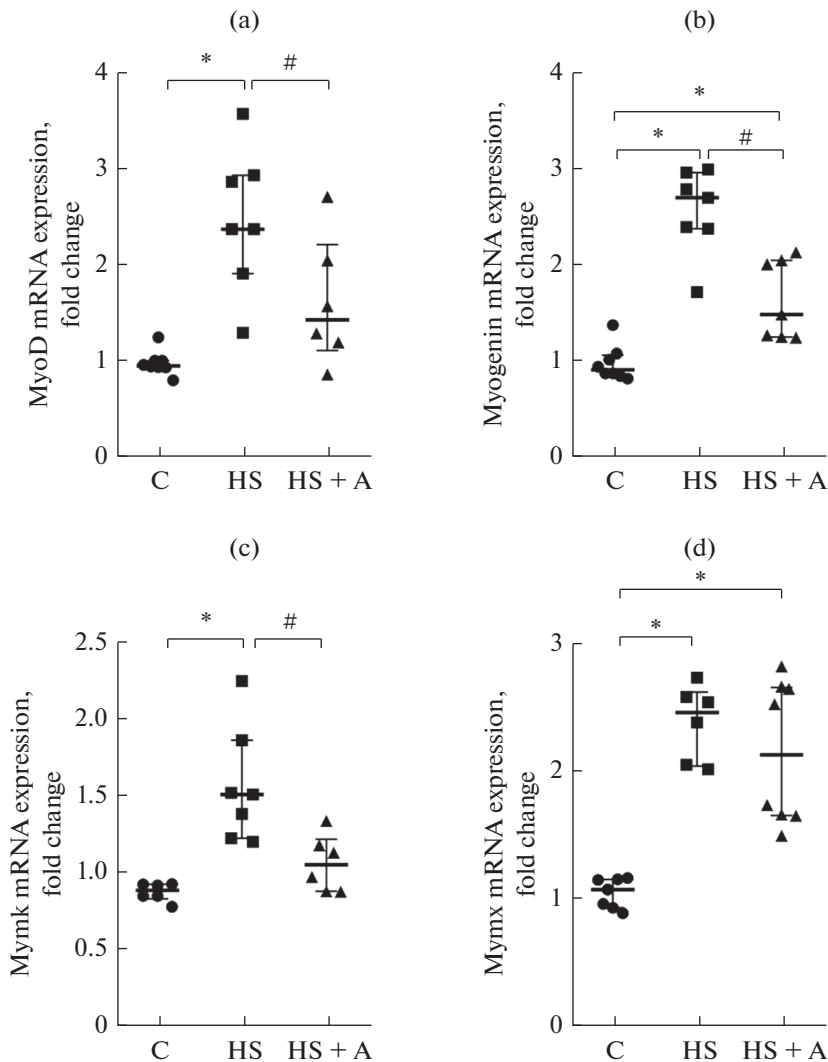 (a)
* #
4
3
2
1
0
MyoD mRNA expression,
fold change
C HS HS + A
(b)
*
* #
4
3
2
1
0
Myogenin mRNA expression,
fold change
C HS HS + A
(c)
* #
2.5
2.0
1.5
1.0
0.5
0
Mymk mRNA expression,
fold change
C HS HS + A
(d)
*
*
3
2
1
0
Mymx mRNA expression,
fold change
C HS HS + A